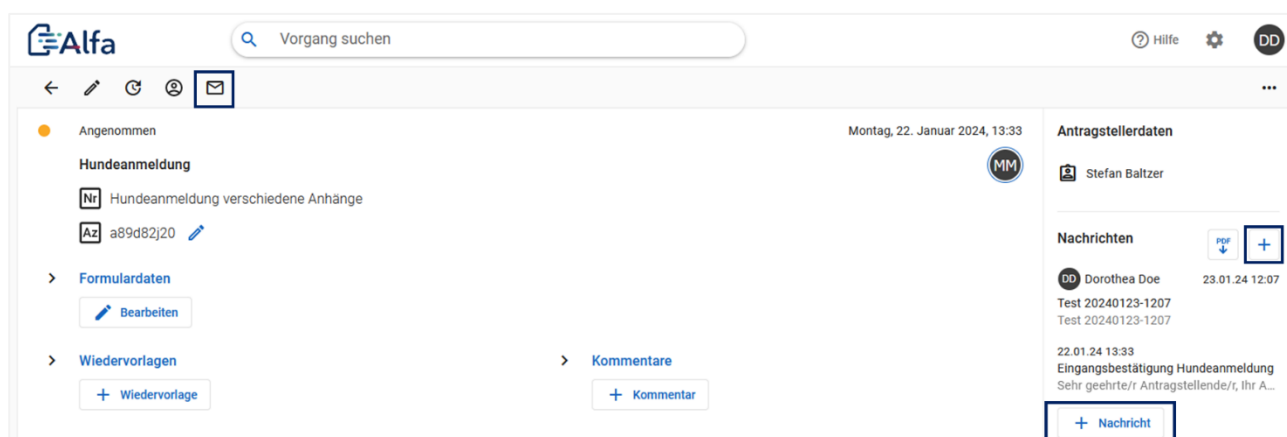 Alfa
Vorgang suchen
Hilfe
DD
Angenommen
Montag, 22. Januar 2024, 13:33
Hundeanmeldung
MM
Nr Hundeanmeldung verschiedene Anhänge
Az a89d82j20
Formulardaten
Bearbeiten
Wiedervorlagen
+ Wiedervorlage
Kommentare
+ Kommentar
Antragstellerdaten
Stefan Baltzer
Nachrichten
PDF
+
DD Dorothea Doe 23.01.24 12:07
Test 20240123-1207
Test 20240123-1207
22.01.24 13:33
Eingangsbestätigung Hundeanmeldung
Sehr geehrte/r Antragstellende/r, Ihr A...
+ Nachricht